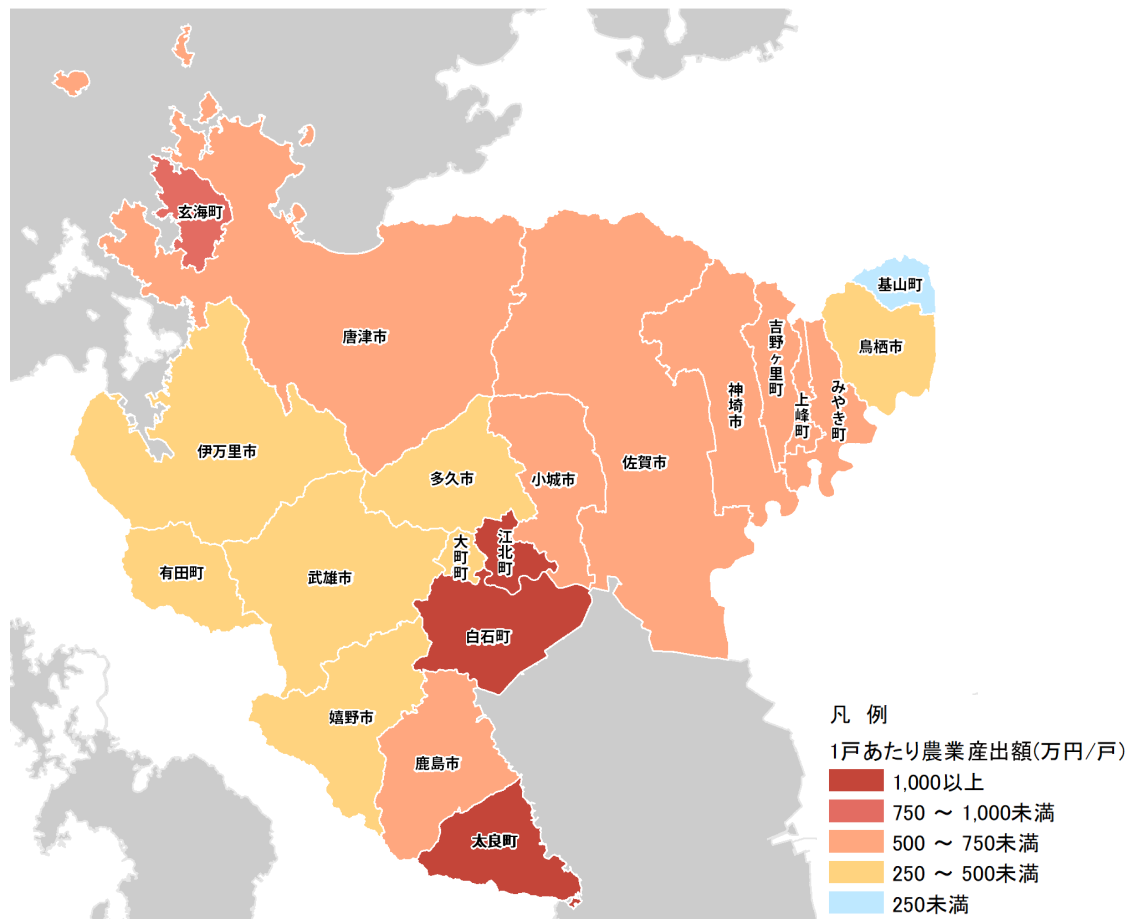 玄海町
基山町
唐津市
吉野ヶ里町
鳥栖市
神埼市
上峰町
みやき町
伊万里市
多久市
小城市
佐賀市
大町町
江北町
有田町
武雄市
白石町
嬉野市
鹿島市
太良町
凡 例
1戸あたり農業産出額(万円/戸)
1,000以上
750 ～ 1,000未満
500 ～ 750未満
250 ～ 500未満
250未満